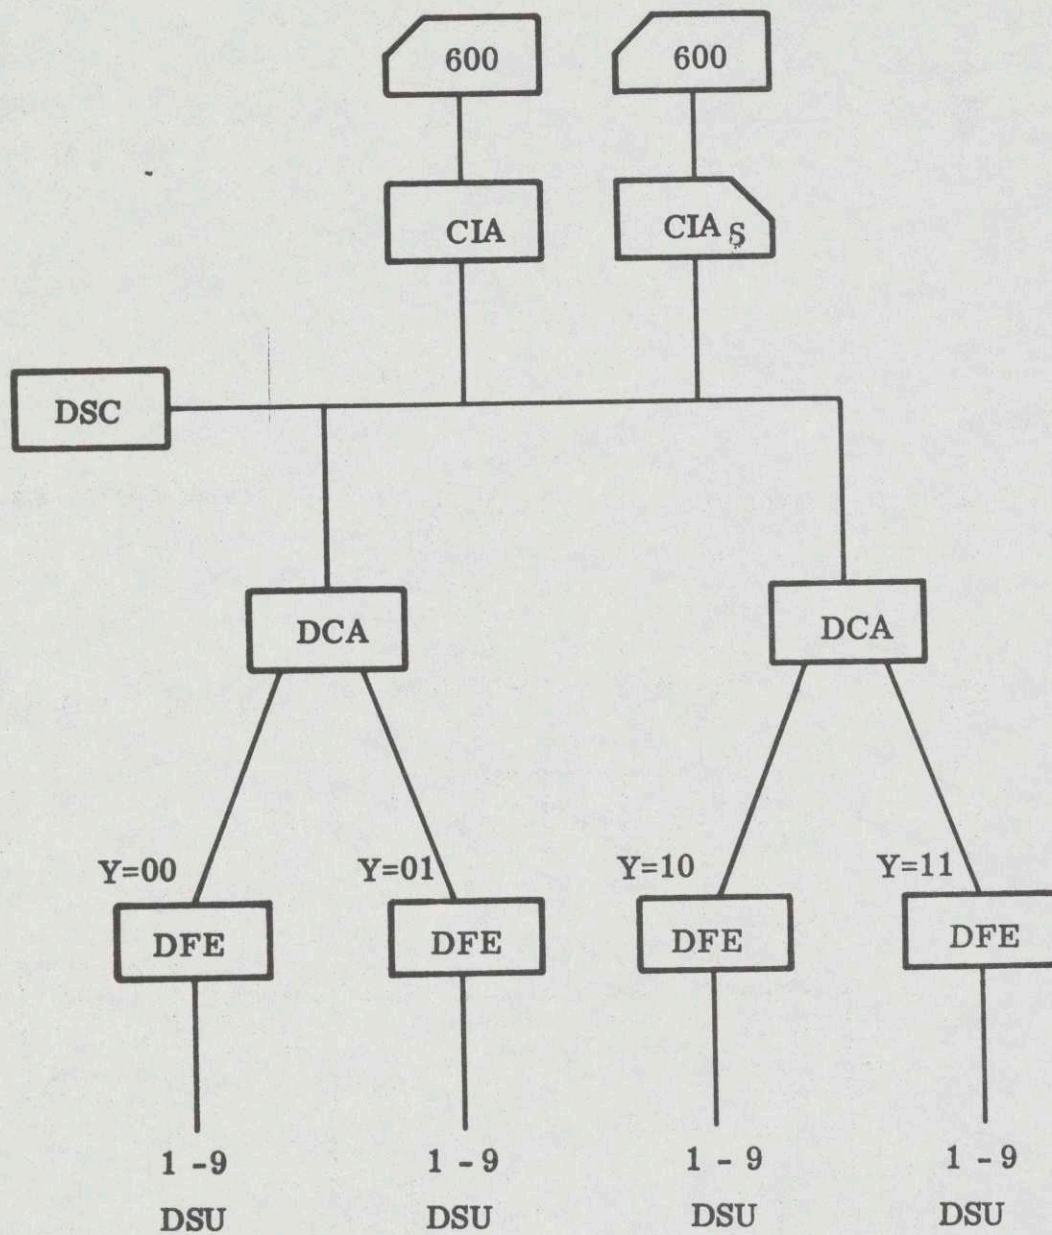 600
600
CIA
CIA S
DSC
DCA
DCA
Y=00
Y=01
Y=10
Y=11
DFE
DFE
DFE
DFE
1 - 9
DSU
1 - 9
DSU
1 - 9
DSU
1 - 9
DSU